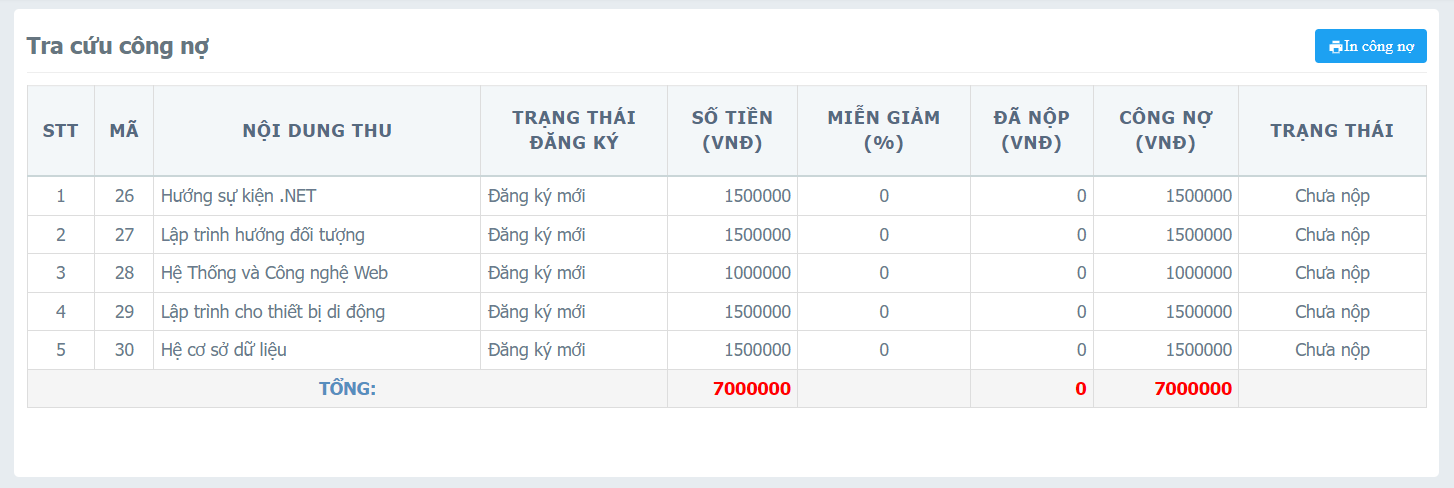 Tra cứu công nợ
In công nợ
STT MÃ NỘI DUNG THU TRẠNG THÁI ĐĂNG KÝ SỐ TIỀN (VNĐ) MIỄN GIẢM (%) ĐÃ NỘP (VNĐ) CÔNG NỢ (VNĐ) TRẠNG THÁI
1 26 Hướng sự kiện .NET Đăng ký mới 1500000 0 0 1500000 Chưa nộp
2 27 Lập trình hướng đối tượng Đăng ký mới 1500000 0 0 1500000 Chưa nộp
3 28 Hệ Thống và Công nghệ Web Đăng ký mới 1000000 0 0 1000000 Chưa nộp
4 29 Lập trình cho thiết bị di động Đăng ký mới 1500000 0 0 1500000 Chưa nộp
5 30 Hệ cơ sở dữ liệu Đăng ký mới 1500000 0 0 1500000 Chưa nộp
TỔNG: 7000000 0 7000000